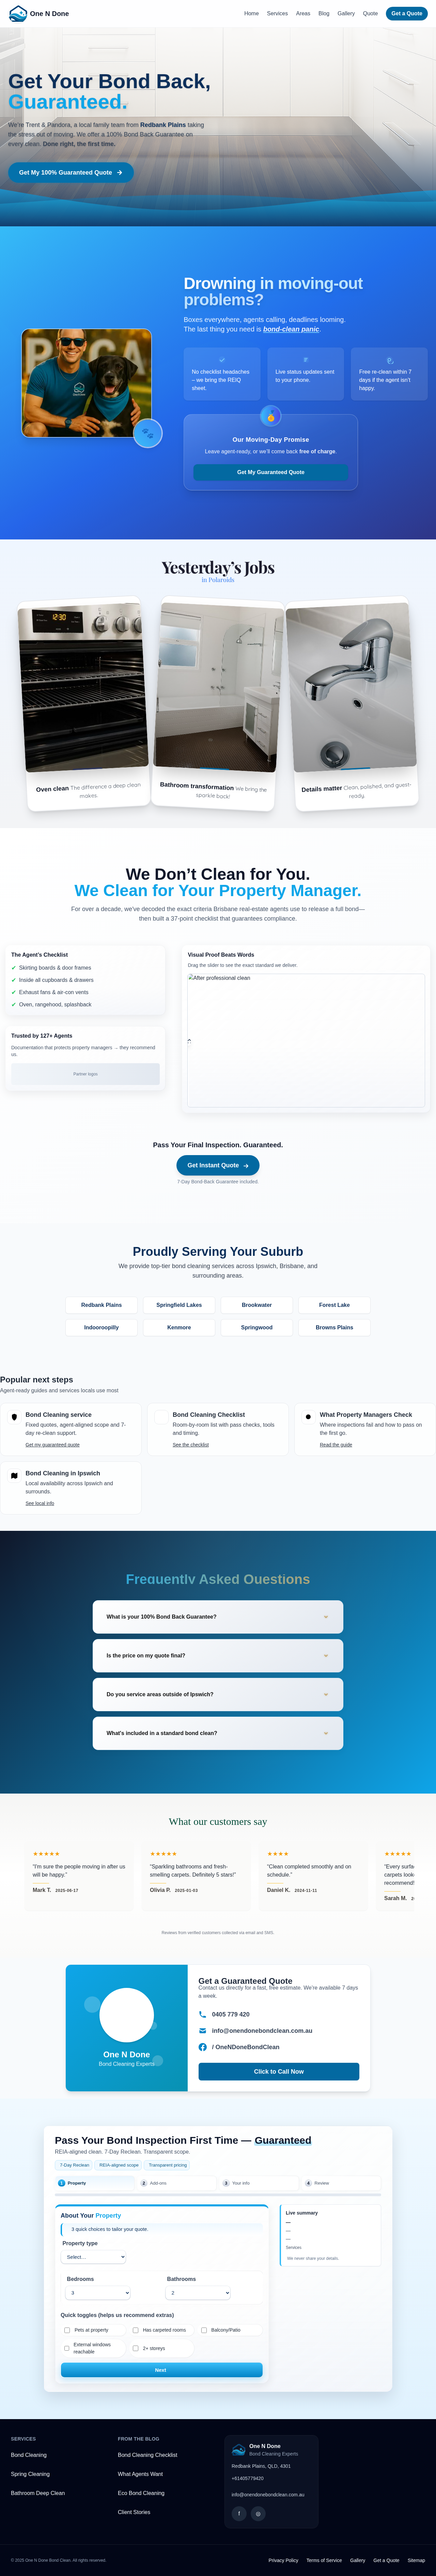 One N Done
Home Services Areas Blog Gallery Quote Get a Quote
Get Your Bond Back,
Guaranteed.
We're Trent & Pandora, a local family team from Redbank Plains taking
the stress out of moving. We offer a 100% Bond Back Guarantee on
every clean. Done right, the first time.
Get My 100% Guaranteed Quote →
Drowning in moving-out
problems?
Boxes everywhere, agents calling, deadlines looming.
The last thing you need is bond-clean panic.
No checklist headaches
– we bring the REIQ
sheet.
Live status updates sent
to your phone.
Free re-clean within 7
days if the agent isn't
happy.
Our Moving-Day Promise
Leave agent-ready, or we'll come back free of charge.
Get My Guaranteed Quote
Yesterday's Jobs
in Polaroids
12:30
Oven clean The difference a deep clean
makes.
Bathroom transformation We bring the
sparkle back!
Details matter Clean, polished, and guest-
ready.
We Don't Clean for You.
We Clean for Your Property Manager.
For over a decade, we've decoded the exact criteria Brisbane real-estate agents use to release a full bond—
then built a 37-point checklist that guarantees compliance.
The Agent's Checklist
✔ Skirting boards & door frames
✔ Inside all cupboards & drawers
✔ Exhaust fans & air-con vents
✔ Oven, rangehood, splashback
Trusted by 127+ Agents
Documentation that protects property managers → they recommend
us.
Partner logos
Visual Proof Beats Words
Drag the slider to see the exact standard we deliver.
After professional clean
Pass Your Final Inspection. Guaranteed.
Get Instant Quote →
7-Day Bond-Back Guarantee included.
Proudly Serving Your Suburb
We provide top-tier bond cleaning services across Ipswich, Brisbane, and
surrounding areas.
Redbank Plains Springfield Lakes Brookwater Forest Lake
Indooroopilly Kenmore Springwood Browns Plains
Popular next steps
Agent-ready guides and services locals use most
Bond Cleaning service
Fixed quotes, agent-aligned scope and 7-
day re-clean support.
Get my guaranteed quote
Bond Cleaning Checklist
Room-by-room list with pass checks, tools
and timing.
See the checklist
What Property Managers Check
Where inspections fail and how to pass on
the first go.
Read the guide
Bond Cleaning in Ipswich
Local availability across Ipswich and
surrounds.
See local info
Frequently Asked Questions
What is your 100% Bond Back Guarantee?
Is the price on my quote final?
Do you service areas outside of Ipswich?
What's included in a standard bond clean?
What our customers say
★★★★★
"I'm sure the people moving in after us
will be happy."
Mark T. 2025-06-17
★★★★★
"Sparkling bathrooms and fresh-
smelling carpets. Definitely 5 stars!"
Olivia P. 2025-01-03
★★★★
"Clean completed smoothly and on
schedule."
Daniel K. 2024-11-11
★★★★★
"Every surfa
carpets look
recommend!
Sarah M.
Reviews from verified customers collected via email and SMS.
One N Done
Bond Cleaning Experts
Get a Guaranteed Quote
Contact us directly for a fast, free estimate. We're available 7 days
a week.
0405 779 420
info@onendonebondclean.com.au
/ OneNDoneBondClean
Click to Call Now
Pass Your Bond Inspection First Time — Guaranteed
REIA-aligned clean. 7-Day Reclean. Transparent scope.
7-Day Reclean REIA-aligned scope Transparent pricing
1 Property 2 Add-ons 3 Your info 4 Review
About Your Property
3 quick choices to tailor your quote.
Property type
Select…
Bedrooms Bathrooms
3 2
Quick toggles (helps us recommend extras)
Pets at property Has carpeted rooms Balcony/Patio
External windows
reachable
2+ storeys
Next
Live summary
—
—
—
Services
We never share your details.
SERVICES
Bond Cleaning
Spring Cleaning
Bathroom Deep Clean
FROM THE BLOG
Bond Cleaning Checklist
What Agents Want
Eco Bond Cleaning
Client Stories
One N Done
Bond Cleaning Experts
Redbank Plains, QLD, 4301
+61405779420
info@onendonebondclean.com.au
f ◎
© 2025 One N Done Bond Clean. All rights reserved.
Privacy Policy Terms of Service Gallery Get a Quote Sitemap